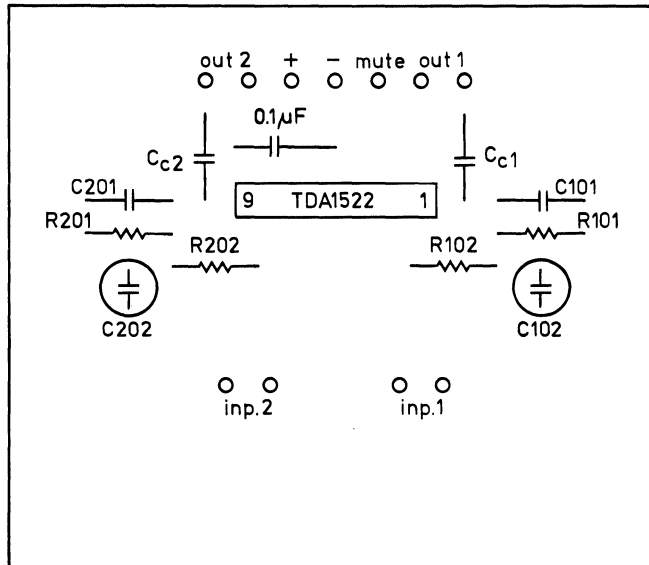 out 2 + - mute out 1
0.1µF
Cc2
Cc1
C201
C101
9 TDA1522 1
R201
R101
R202
R102
C202
C102
inp.2
inp.1